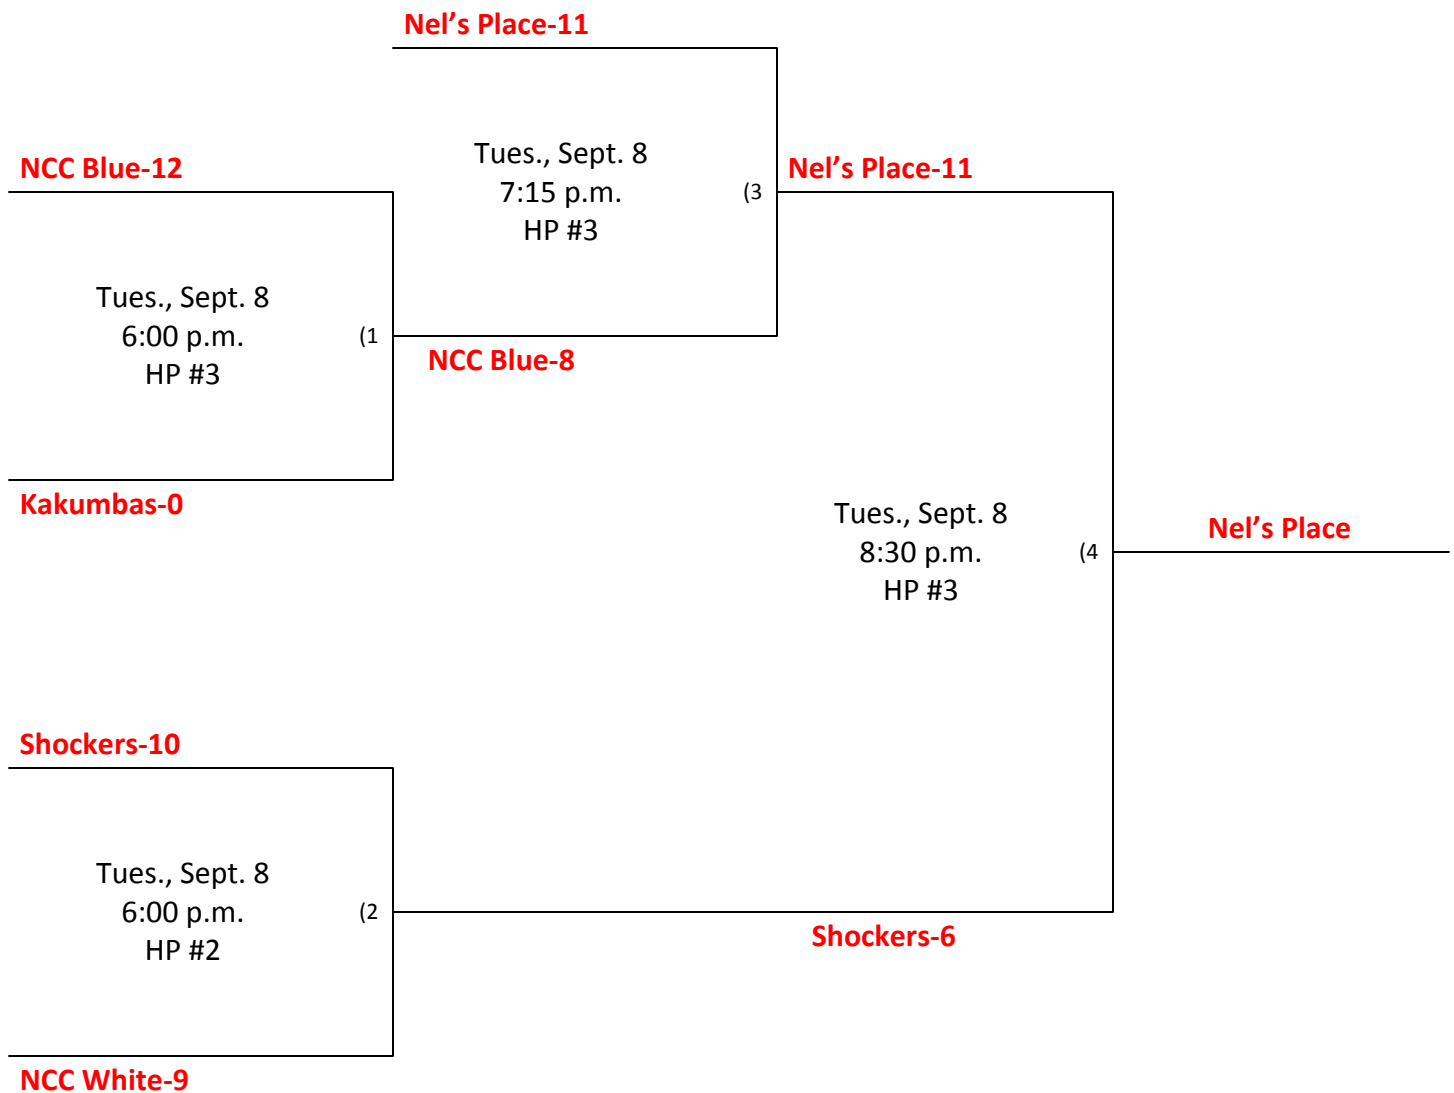 Nel’s Place-11
Tues., Sept. 8
7:15 p.m.
HP #3
(3
NCC Blue-12
Nel’s Place-11
Tues., Sept. 8
6:00 p.m.
HP #3
(1
NCC Blue-8
Kakumbas-0
Tues., Sept. 8
8:30 p.m.
HP #3
(4
Nel’s Place
Shockers-10
Tues., Sept. 8
6:00 p.m.
HP #2
(2
Shockers-6
NCC White-9